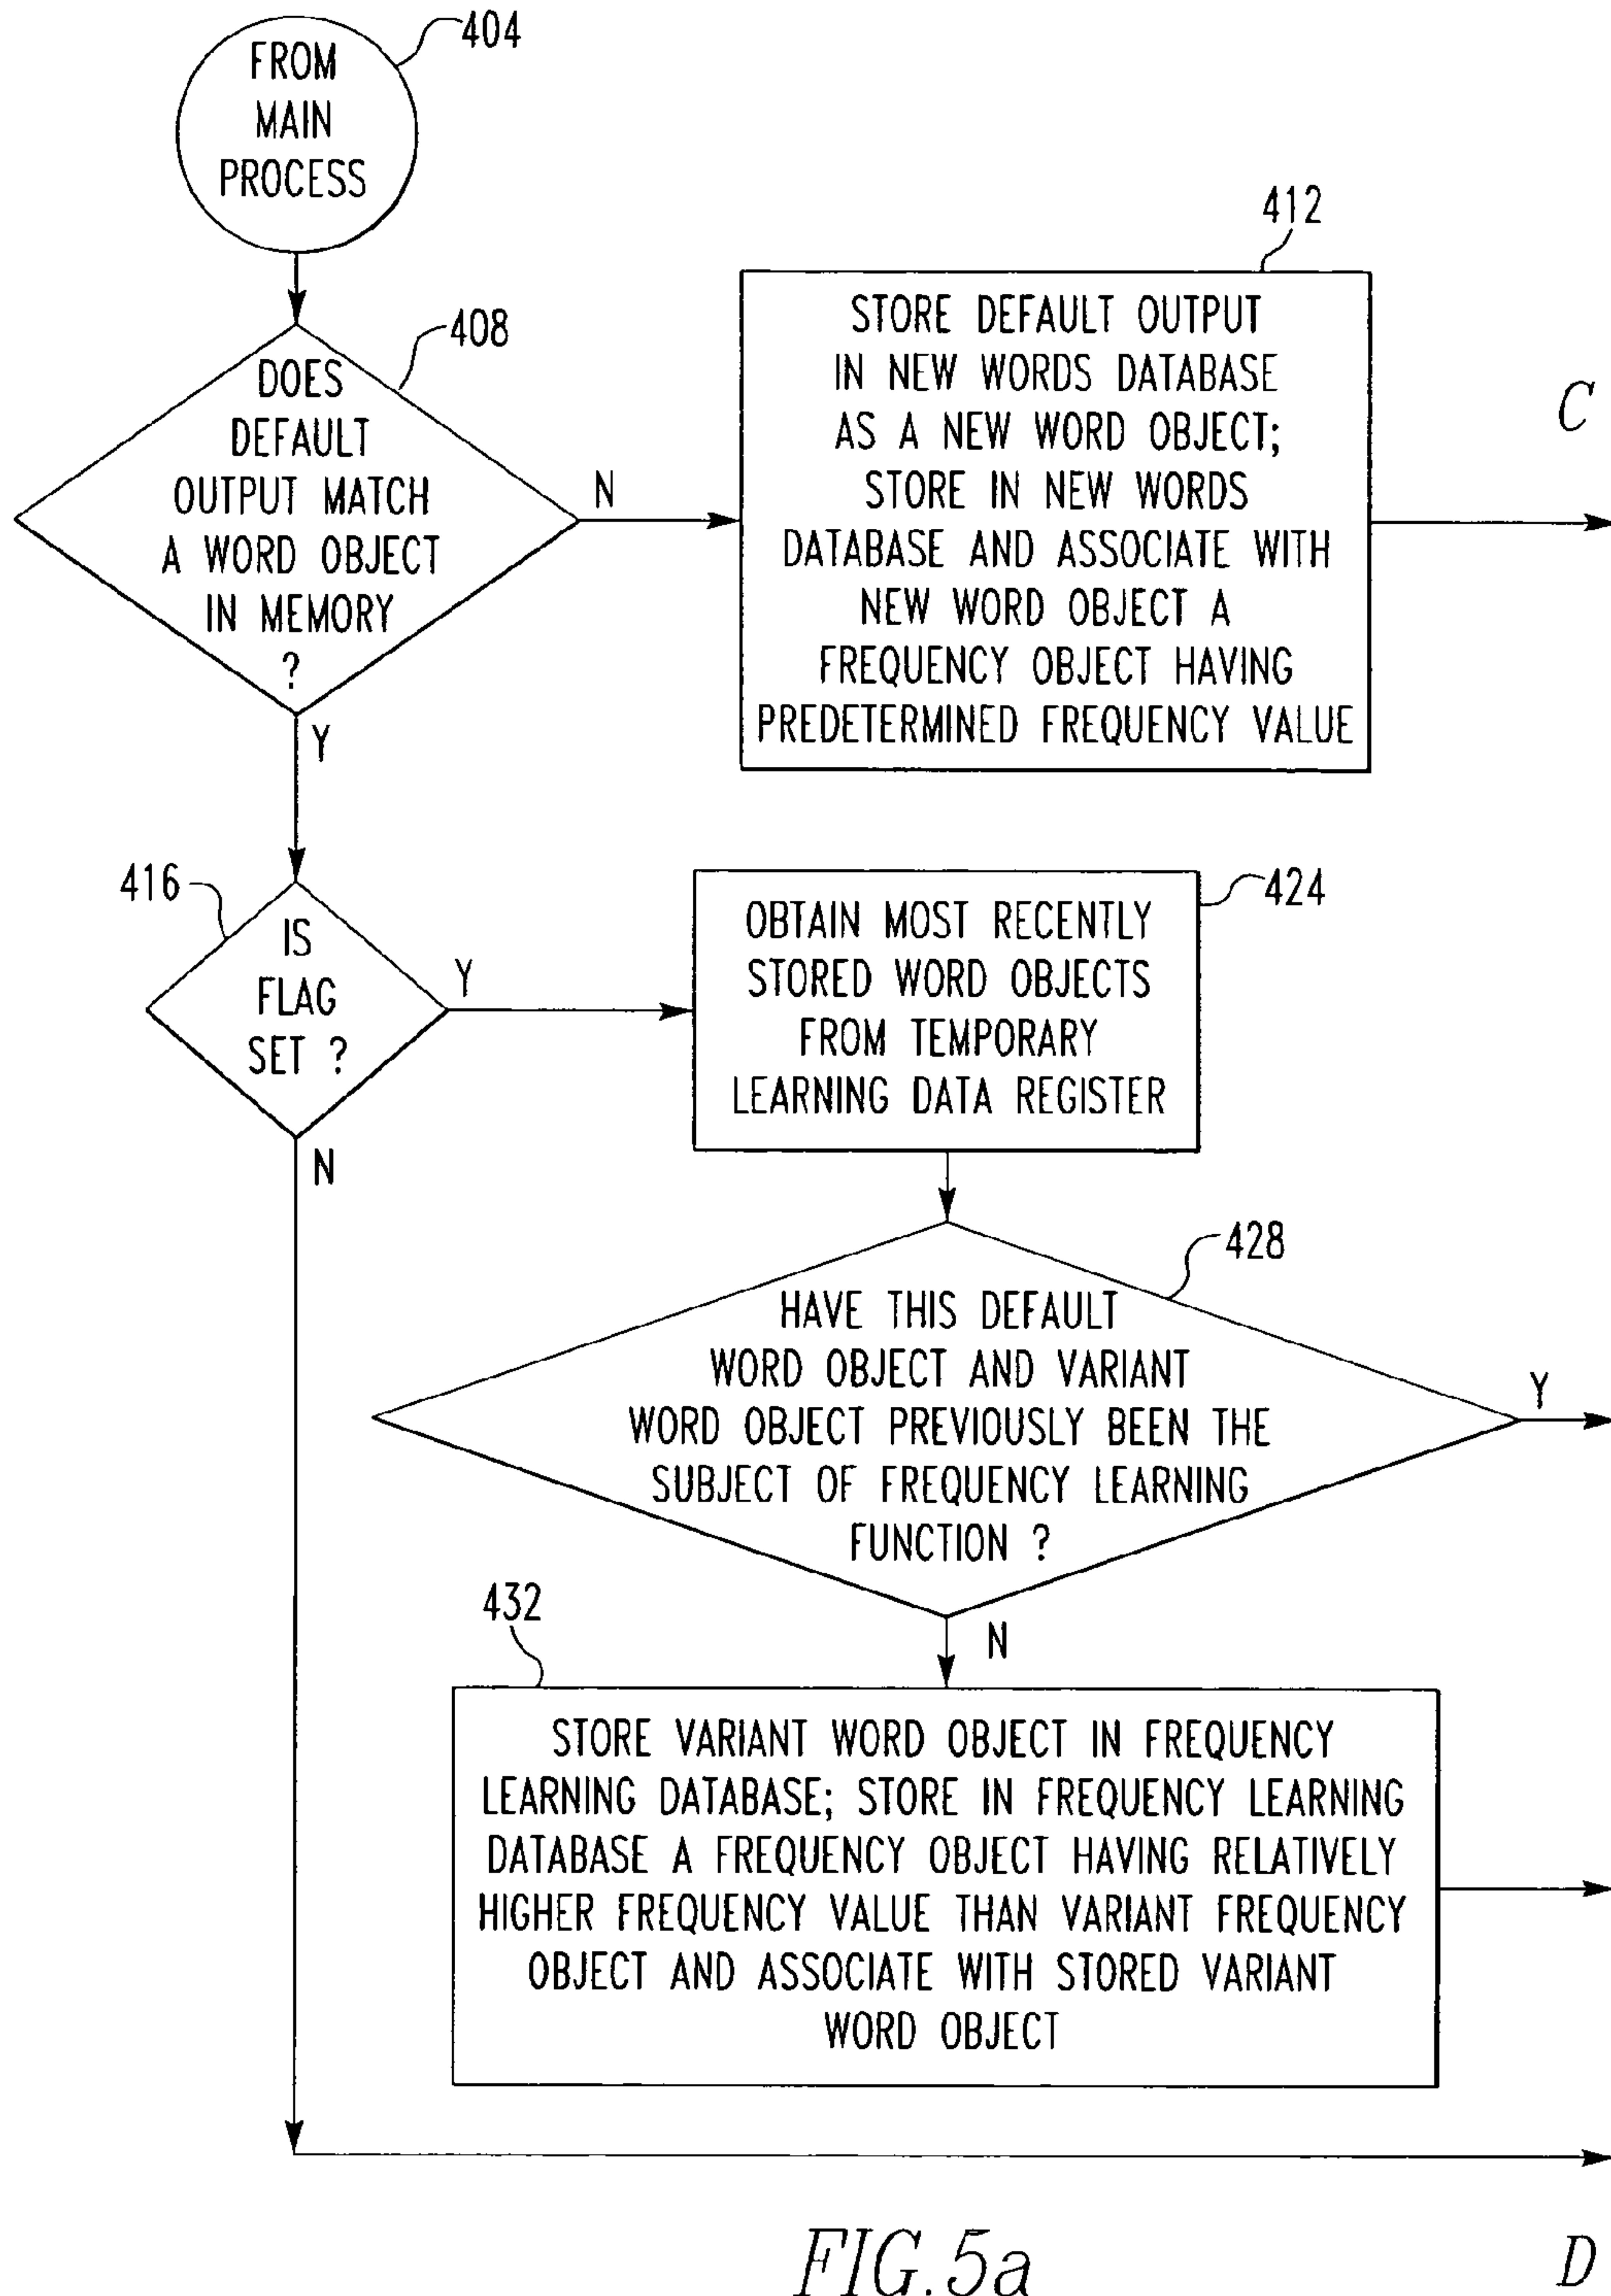 404
FROM
MAIN
PROCESS
408
DOES
DEFAULT
OUTPUT MATCH
A WORD OBJECT
IN MEMORY
?
N
Y
412
STORE DEFAULT OUTPUT
IN NEW WORDS DATABASE
AS A NEW WORD OBJECT;
STORE IN NEW WORDS
DATABASE AND ASSOCIATE WITH
NEW WORD OBJECT A
FREQUENCY OBJECT HAVING
PREDETERMINED FREQUENCY VALUE
C
416
IS
FLAG
SET ?
Y
N
424
OBTAIN MOST RECENTLY
STORED WORD OBJECTS
FROM TEMPORARY
LEARNING DATA REGISTER
428
HAVE THIS DEFAULT
WORD OBJECT AND VARIANT
WORD OBJECT PREVIOUSLY BEEN THE
SUBJECT OF FREQUENCY LEARNING
FUNCTION ?
Y
N
432
STORE VARIANT WORD OBJECT IN FREQUENCY
LEARNING DATABASE; STORE IN FREQUENCY LEARNING
DATABASE A FREQUENCY OBJECT HAVING RELATIVELY
HIGHER FREQUENCY VALUE THAN VARIANT FREQUENCY
OBJECT AND ASSOCIATE WITH STORED VARIANT
WORD OBJECT
FIG.5a
D